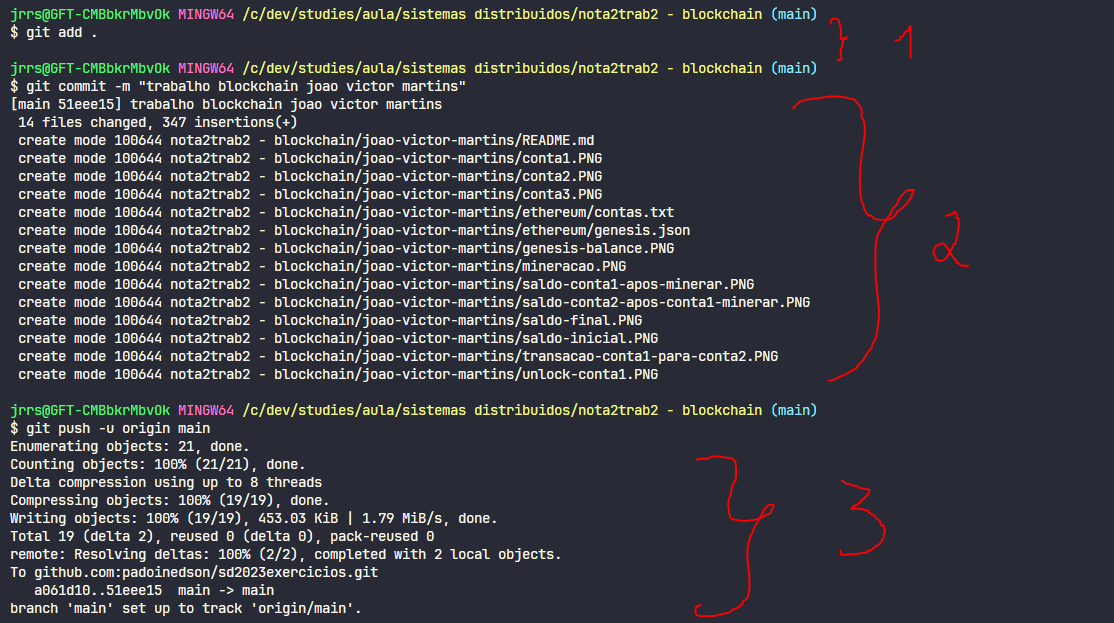 jrrs@GFT-CMBbkrMbvOk MINGW64 /c/dev/studies/aula/sistemas distribuidos/nota2trab2 - blockchain (main)
$ git add .
1
jrrs@GFT-CMBbkrMbvOk MINGW64 /c/dev/studies/aula/sistemas distribuidos/nota2trab2 - blockchain (main)
$ git commit -m "trabalho blockchain joao victor martins"
[main 51eee15] trabalho blockchain joao victor martins
 14 files changed, 347 insertions(+)
 create mode 100644 nota2trab2 - blockchain/joao-victor-martins/README.md
 create mode 100644 nota2trab2 - blockchain/joao-victor-martins/conta1.PNG
 create mode 100644 nota2trab2 - blockchain/joao-victor-martins/conta2.PNG
 create mode 100644 nota2trab2 - blockchain/joao-victor-martins/conta3.PNG
 create mode 100644 nota2trab2 - blockchain/joao-victor-martins/ethereum/contas.txt
 create mode 100644 nota2trab2 - blockchain/joao-victor-martins/ethereum/genesis.json
 create mode 100644 nota2trab2 - blockchain/joao-victor-martins/genesis-balance.PNG
 create mode 100644 nota2trab2 - blockchain/joao-victor-martins/mineracao.PNG
 create mode 100644 nota2trab2 - blockchain/joao-victor-martins/saldo-conta1-apos-minerar.PNG
 create mode 100644 nota2trab2 - blockchain/joao-victor-martins/saldo-conta2-apos-conta1-minerar.PNG
 create mode 100644 nota2trab2 - blockchain/joao-victor-martins/saldo-final.PNG
 create mode 100644 nota2trab2 - blockchain/joao-victor-martins/saldo-inicial.PNG
 create mode 100644 nota2trab2 - blockchain/joao-victor-martins/transacao-conta1-para-conta2.PNG
 create mode 100644 nota2trab2 - blockchain/joao-victor-martins/unlock-conta1.PNG
2
jrrs@GFT-CMBbkrMbvOk MINGW64 /c/dev/studies/aula/sistemas distribuidos/nota2trab2 - blockchain (main)
$ git push -u origin main
Enumerating objects: 21, done.
Counting objects: 100% (21/21), done.
Delta compression using up to 8 threads
Compressing objects: 100% (19/19), done.
Writing objects: 100% (19/19), 453.03 KiB | 1.79 MiB/s, done.
Total 19 (delta 2), reused 0 (delta 0), pack-reused 0
remote: Resolving deltas: 100% (2/2), completed with 2 local objects.
To github.com:padoinedson/sd2023exercicios.git
   a061d10..51eee15  main -> main
branch 'main' set up to track 'origin/main'.
3